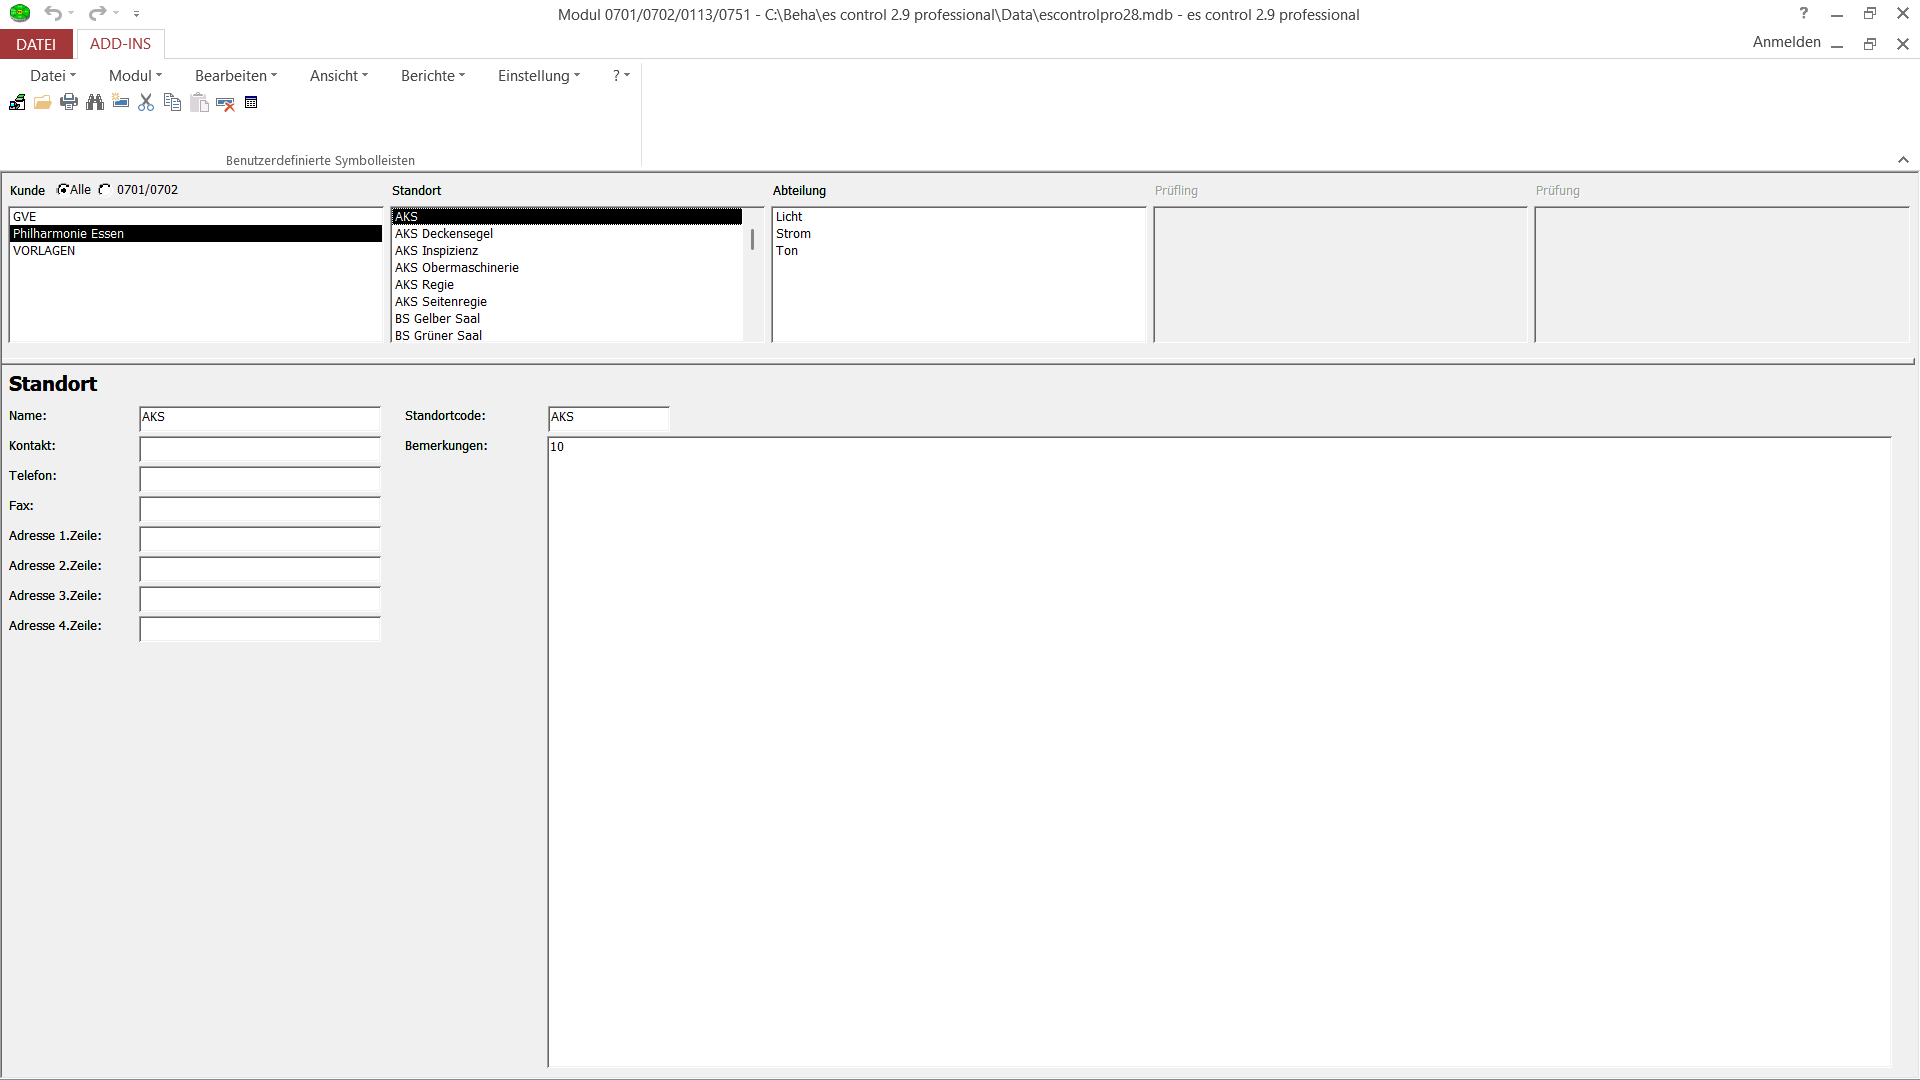 Modul 0701/0702/0113/0751 - C:\Beha\es control 2.9 professional\Data\escontrolpro28.mdb - es control 2.9 professional
?
DATEI
ADD-INS
Anmelden
Datei
Modul
Bearbeiten
Ansicht
Berichte
Einstellung
?
Benutzerdefinierte Symbolleisten
Kunde
Alle
0701/0702
GVE
Philharmonie Essen
VORLAGEN
Standort
AKS
AKS Deckensegel
AKS Inspizienz
AKS Obermaschinerie
AKS Regie
AKS Seitenregie
BS Gelber Saal
BS Grüner Saal
Abteilung
Licht
Strom
Ton
Prüfling
Prüfung
Standort
Name:
AKS
Standortcode:
AKS
Kontakt:
Bemerkungen:
10
Telefon:
Fax:
Adresse 1.Zeile:
Adresse 2.Zeile:
Adresse 3.Zeile:
Adresse 4.Zeile: